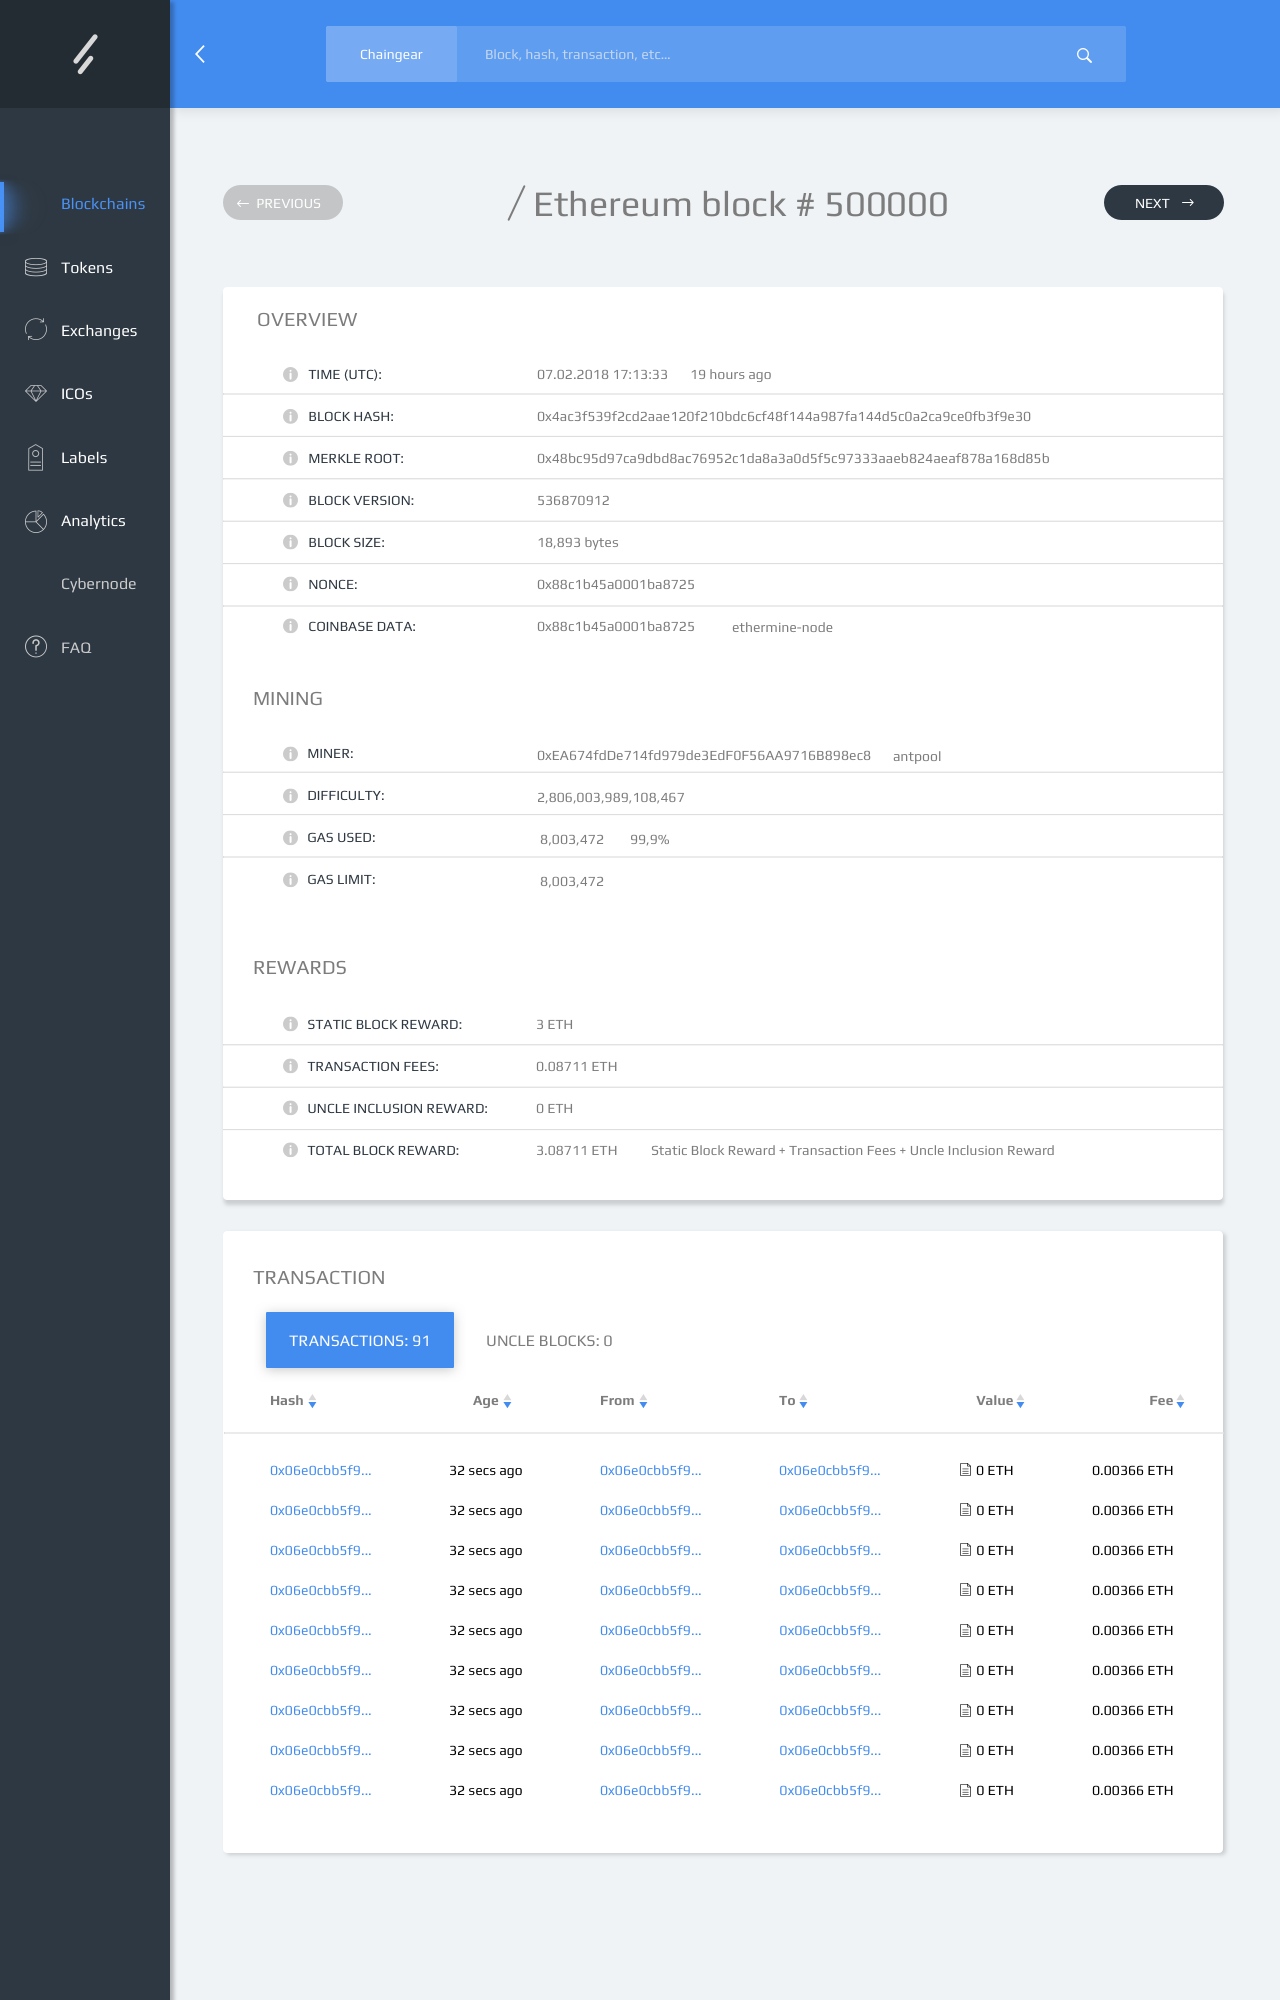 Chaingear Block, hash, transaction, etc...
Blockchains
Tokens
Exchanges
ICOs
Labels
Analytics
Cybernode
FAQ
PREVIOUS
/ Ethereum block # 500000
NEXT
OVERVIEW
TIME (UTC): 07.02.2018 17:13:33 19 hours ago
BLOCK HASH: 0x4ac3f539f2cd2aae120f210bdc6cf48f144a987fa144d5c0a2ca9ce0fb3f9e30
MERKLE ROOT: 0x48bc95d97ca9dbd8ac76952c1da8a3a0d5f5c97333aaeb824aeaf878a168d85b
BLOCK VERSION: 536870912
BLOCK SIZE: 18,893 bytes
NONCE: 0x88c1b45a0001ba8725
COINBASE DATA: 0x88c1b45a0001ba8725 ethermine-node
MINING
MINER: 0xEA674fdDe714fd979de3EdF0F56AA9716B898ec8 antpool
DIFFICULTY: 2,806,003,989,108,467
GAS USED: 8,003,472 99,9%
GAS LIMIT: 8,003,472
REWARDS
STATIC BLOCK REWARD: 3 ETH
TRANSACTION FEES: 0.08711 ETH
UNCLE INCLUSION REWARD: 0 ETH
TOTAL BLOCK REWARD: 3.08711 ETH Static Block Reward + Transaction Fees + Uncle Inclusion Reward
TRANSACTION
TRANSACTIONS: 91 UNCLE BLOCKS: 0
Hash Age From To Value Fee
0x06e0cbb5f9... 32 secs ago 0x06e0cbb5f9... 0x06e0cbb5f9... 0 ETH 0.00366 ETH
0x06e0cbb5f9... 32 secs ago 0x06e0cbb5f9... 0x06e0cbb5f9... 0 ETH 0.00366 ETH
0x06e0cbb5f9... 32 secs ago 0x06e0cbb5f9... 0x06e0cbb5f9... 0 ETH 0.00366 ETH
0x06e0cbb5f9... 32 secs ago 0x06e0cbb5f9... 0x06e0cbb5f9... 0 ETH 0.00366 ETH
0x06e0cbb5f9... 32 secs ago 0x06e0cbb5f9... 0x06e0cbb5f9... 0 ETH 0.00366 ETH
0x06e0cbb5f9... 32 secs ago 0x06e0cbb5f9... 0x06e0cbb5f9... 0 ETH 0.00366 ETH
0x06e0cbb5f9... 32 secs ago 0x06e0cbb5f9... 0x06e0cbb5f9... 0 ETH 0.00366 ETH
0x06e0cbb5f9... 32 secs ago 0x06e0cbb5f9... 0x06e0cbb5f9... 0 ETH 0.00366 ETH
0x06e0cbb5f9... 32 secs ago 0x06e0cbb5f9... 0x06e0cbb5f9... 0 ETH 0.00366 ETH